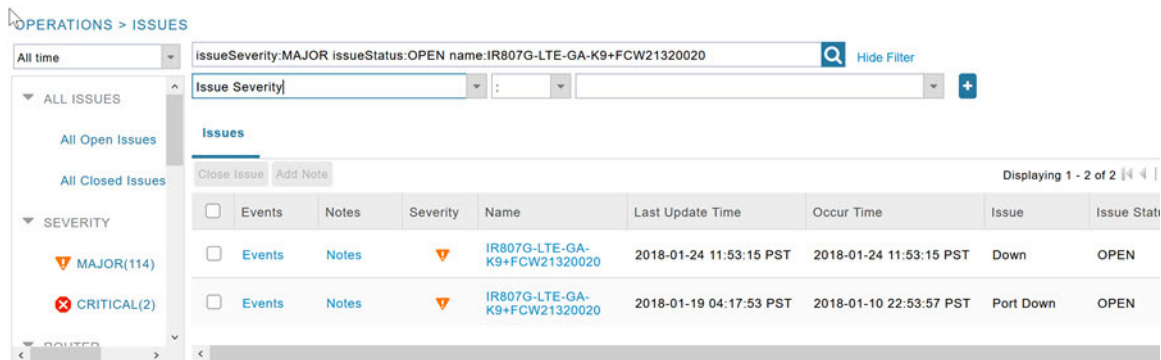 OPERATIONS > ISSUES
All time
issueSeverity:MAJOR issueStatus:OPEN name:IR807G-LTE-GA-K9+FCW21320020
Hide Filter
Issue Severity
:
ALL ISSUES
All Open Issues
All Closed Issues
SEVERITY
MAJOR(114)
CRITICAL(2)
ROUTER
Issues
Close Issue Add Note
Displaying 1 - 2 of 2
Events Notes Severity Name Last Update Time Occur Time Issue Issue Statu
Events Notes IR807G-LTE-GA-
K9+FCW21320020 2018-01-24 11:53:15 PST 2018-01-24 11:53:15 PST Down OPEN
Events Notes IR807G-LTE-GA-
K9+FCW21320020 2018-01-19 04:17:53 PST 2018-01-10 22:53:57 PST Port Down OPEN